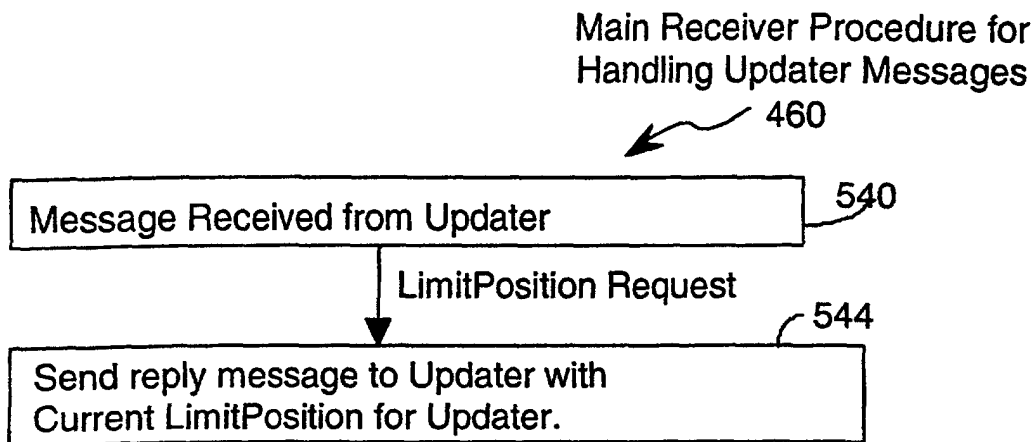 Main Receiver Procedure for
Handling Updater Messages
460
Message Received from Updater
540
LimitPosition Request
544
Send reply message to Updater with
Current LimitPosition for Updater.